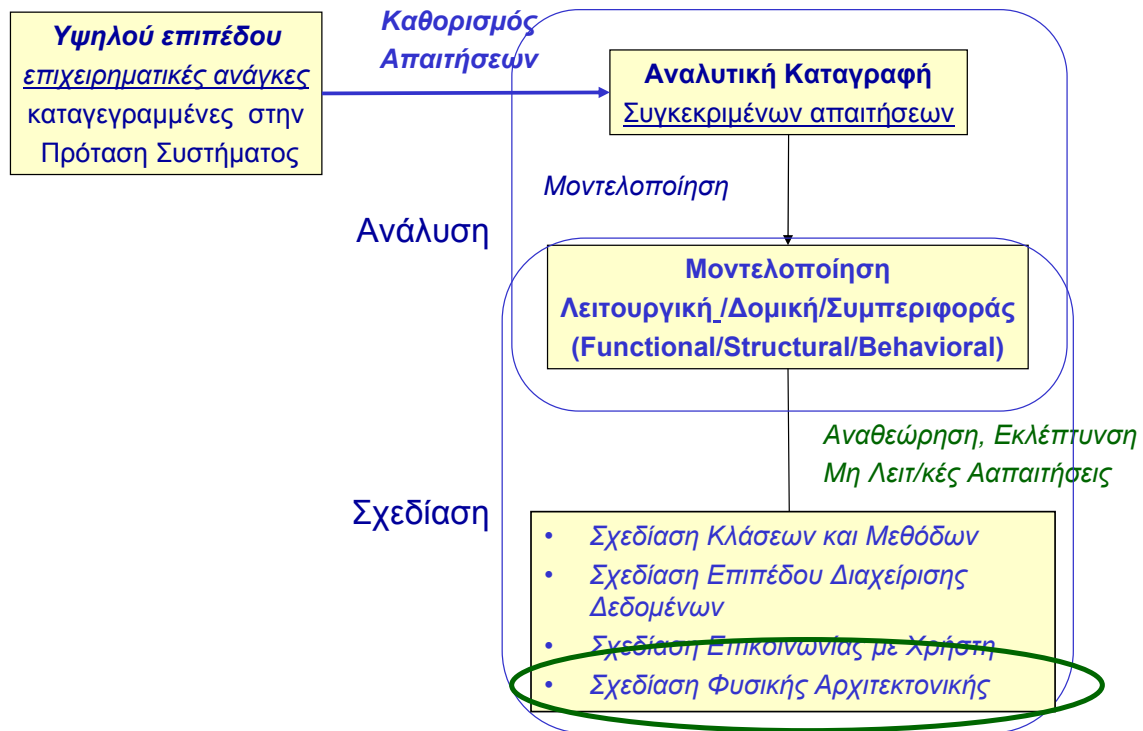 Υψηλού επιπέδου
επιχειρηματικές ανάγκες
καταγεγραμμένες στην
Πρόταση Συστήματος
Καθορισμός
Απαιτήσεων
Αναλυτική Καταγραφή
Συγκεκριμένων απαιτήσεων
Μοντελοποίηση
Ανάλυση
Μοντελοποίηση
Λειτουργική /Δομική/Συμπεριφοράς
(Functional/Structural/Behavioral)
Αναθεώρηση, Εκλέπτυνση
Μη Λειτ/κές Ααπαιτήσεις
Σχεδίαση
• Σχεδίαση Κλάσεων και Μεθόδων
• Σχεδίαση Επιπέδου Διαχείρισης
Δεδομένων
• Σχεδίαση Επικοινωνίας με Χρήστη
• Σχεδίαση Φυσικής Αρχιτεκτονικής